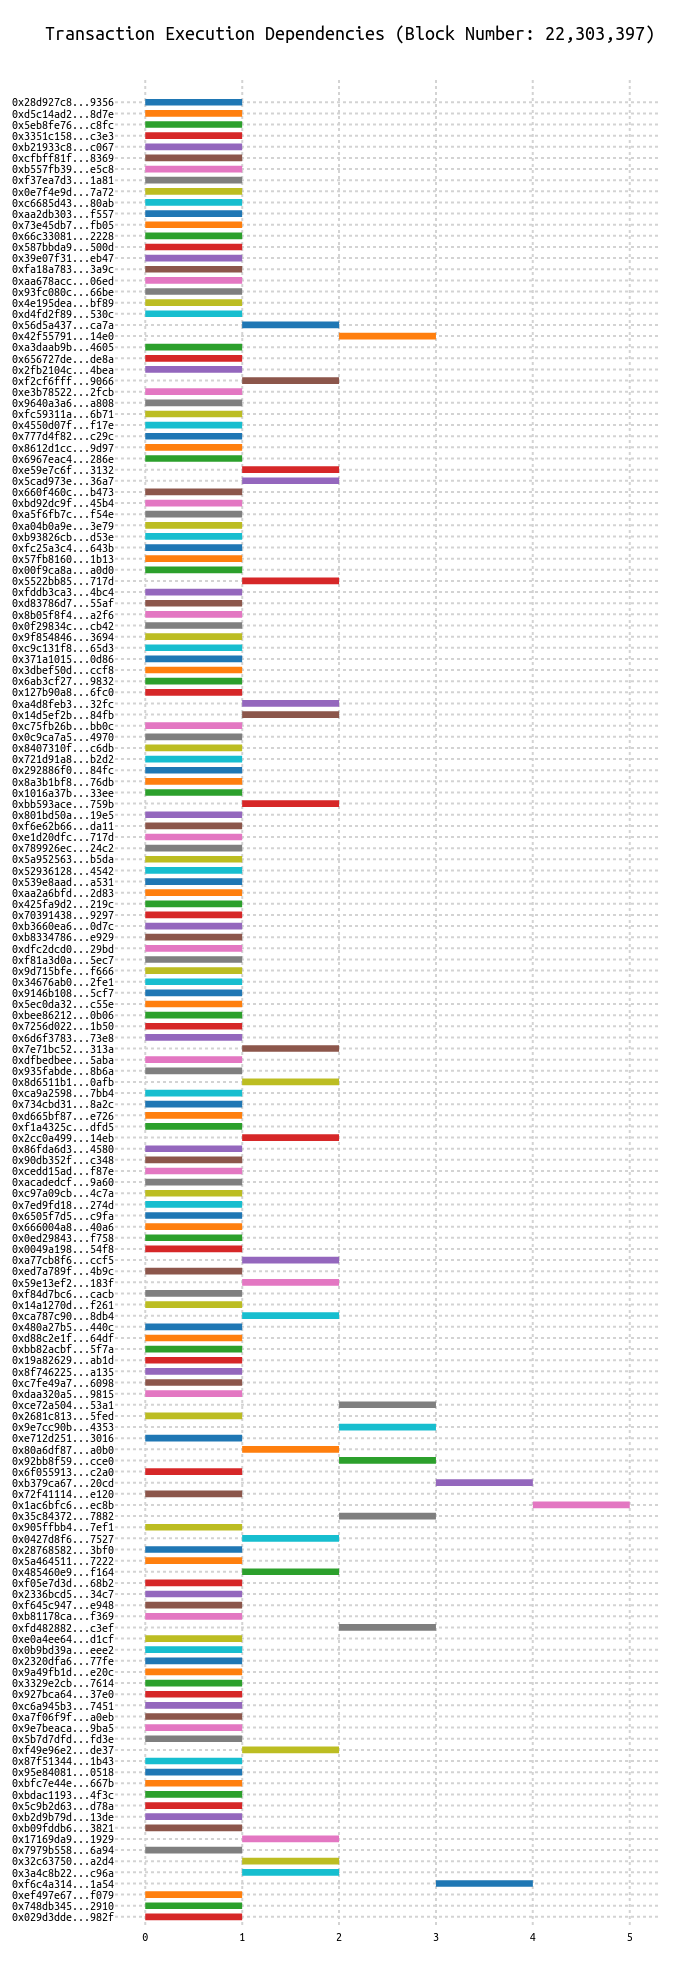 Transaction Execution Dependencies (Block Number: 22,303,397)
0x28d927c8...9356
0xd5c14ad2...8d7e
0x5eb8fe76...c8fc
0x3351c158...c3e3
0xb21933c8...c067
0xcfbff81f...8369
0xb557fb39...e5c8
0xf37ea7d3...1a81
0x0e7f4e9d...7a72
0xc6685d43...80ab
0xaa2db303...f557
0x73e45db7...fb05
0x66c33081...2228
0x587bbda9...500d
0x39e07f31...eb47
0xfa18a783...3a9c
0xaa678acc...06ed
0x93fc080c...66be
0x4e195dea...bf89
0xd4fd2f89...530c
0x56d5a437...ca7a
0x42f55791...14e0
0xa3daab9b...4605
0x656727de...de8a
0x2fb2104c...4bea
0xf2cf6fff...9066
0xe3b78522...2fcb
0x9640a3a6...a808
0xfc59311a...6b71
0x4550d07f...f17e
0x777d4f82...c29c
0x8612d1cc...9d97
0x6967eac4...286e
0xe59e7c6f...3132
0x5cad973e...36a7
0x660f460c...b473
0xbd92dc9f...45b4
0xa5f6fb7c...f54e
0xa04b0a9e...3e79
0xb93826cb...d53e
0xfc25a3c4...643b
0x57fb8160...1b13
0x00f9ca8a...a0d0
0x5522bb85...717d
0xfddb3ca3...4bc4
0xd83786d7...55af
0x8b05f8f4...a2f6
0x0f29834c...cb42
0x9f854846...3694
0xc9c131f8...65d3
0x371a1015...0d86
0x3dbef50d...ccf8
0x6ab3cf27...9832
0x127b90a8...6fc0
0xa4d8feb3...32fc
0x14d5ef2b...84fb
0xc75fb26b...bb0c
0x0c9ca7a5...4970
0x8407310f...c6db
0x721d91a8...b2d2
0x292886f0...84fc
0x8a3b1bf8...76db
0x1016a37b...33ee
0xbb593ace...759b
0x801bd50a...19e5
0xf6e62b66...da11
0xe1d20dfc...717d
0x789926ec...24c2
0x5a952563...b5da
0x52936128...4542
0x539e8aad...a531
0xaa2a6bfd...2d83
0x425fa9d2...219c
0x70391438...9297
0xb3660ea6...0d7c
0xb8334786...e929
0xdfc2dcd0...29bd
0xf81a3d0a...5ec7
0x9d715bfe...f666
0x34676ab0...2fe1
0x9146b108...5cf7
0x5ec0da32...c55e
0xbee86212...0b06
0x7256d022...1b50
0x6d6f3783...73e8
0x7e71bc52...313a
0xdfbedbee...5aba
0x935fabde...8b6a
0x8d6511b1...0afb
0xca9a2598...7bb4
0x734cbd31...8a2c
0xd665bf87...e726
0xf1a4325c...dfd5
0x2cc0a499...14eb
0x86fda6d3...4580
0x90db352f...c348
0xcedd15ad...f87e
0xacadedcf...9a60
0xc97a09cb...4c7a
0x7ed9fd18...274d
0x6505f7d5...c9fa
0x666004a8...40a6
0x0ed29843...f758
0x0049a198...54f8
0xa77cb8f6...ccf5
0xed7a789f...4b9c
0x59e13ef2...183f
0xf84d7bc6...cacb
0x14a1270d...f261
0xca787c90...8db4
0x480a27b5...440c
0xd88c2e1f...64df
0xbb82acbf...5f7a
0x19a82629...ab1d
0x8f746225...a135
0xc7fe49a7...6098
0xdaa320a5...9815
0xce72a504...53a1
0x2681c813...5fed
0x9e7cc90b...4353
0xe712d251...3016
0x80a6df87...a0b0
0x92bb8f59...cce0
0x6f055913...c2a0
0xb379ca67...20cd
0x72f41114...e120
0x1ac6bfc6...ec8b
0x35c84372...7882
0x905ffbb4...7ef1
0x0427d8f6...7527
0x28768582...3bf0
0x5a464511...7222
0x485460e9...f164
0xf05e7d3d...68b2
0x2336bcd5...34c7
0xf645c947...e948
0xb81178ca...f369
0xfd482882...c3ef
0xe0a4ee64...d1cf
0x0b9bd39a...eee2
0x2320dfa6...77fe
0x9a49fb1d...e20c
0x3329e2cb...7614
0x927bca64...37e0
0xc6a945b3...7451
0xa7f06f9f...a0eb
0x9e7beaca...9ba5
0x5b7d7dfd...fd3e
0xf49e96e2...de37
0x87f51344...1b43
0x95e84081...0518
0xbfc7e44e...667b
0xbdac1193...4f3c
0x5c9b2d63...d78a
0xb2d9b79d...13de
0xb09fddb6...3821
0x17169da9...1929
0x7979b558...6a94
0x32c63750...a2d4
0x3a4c8b22...c96a
0xf6c4a314...1a54
0xef497e67...f079
0x748db345...2910
0x029d3dde...982f
0 1 2 3 4 5